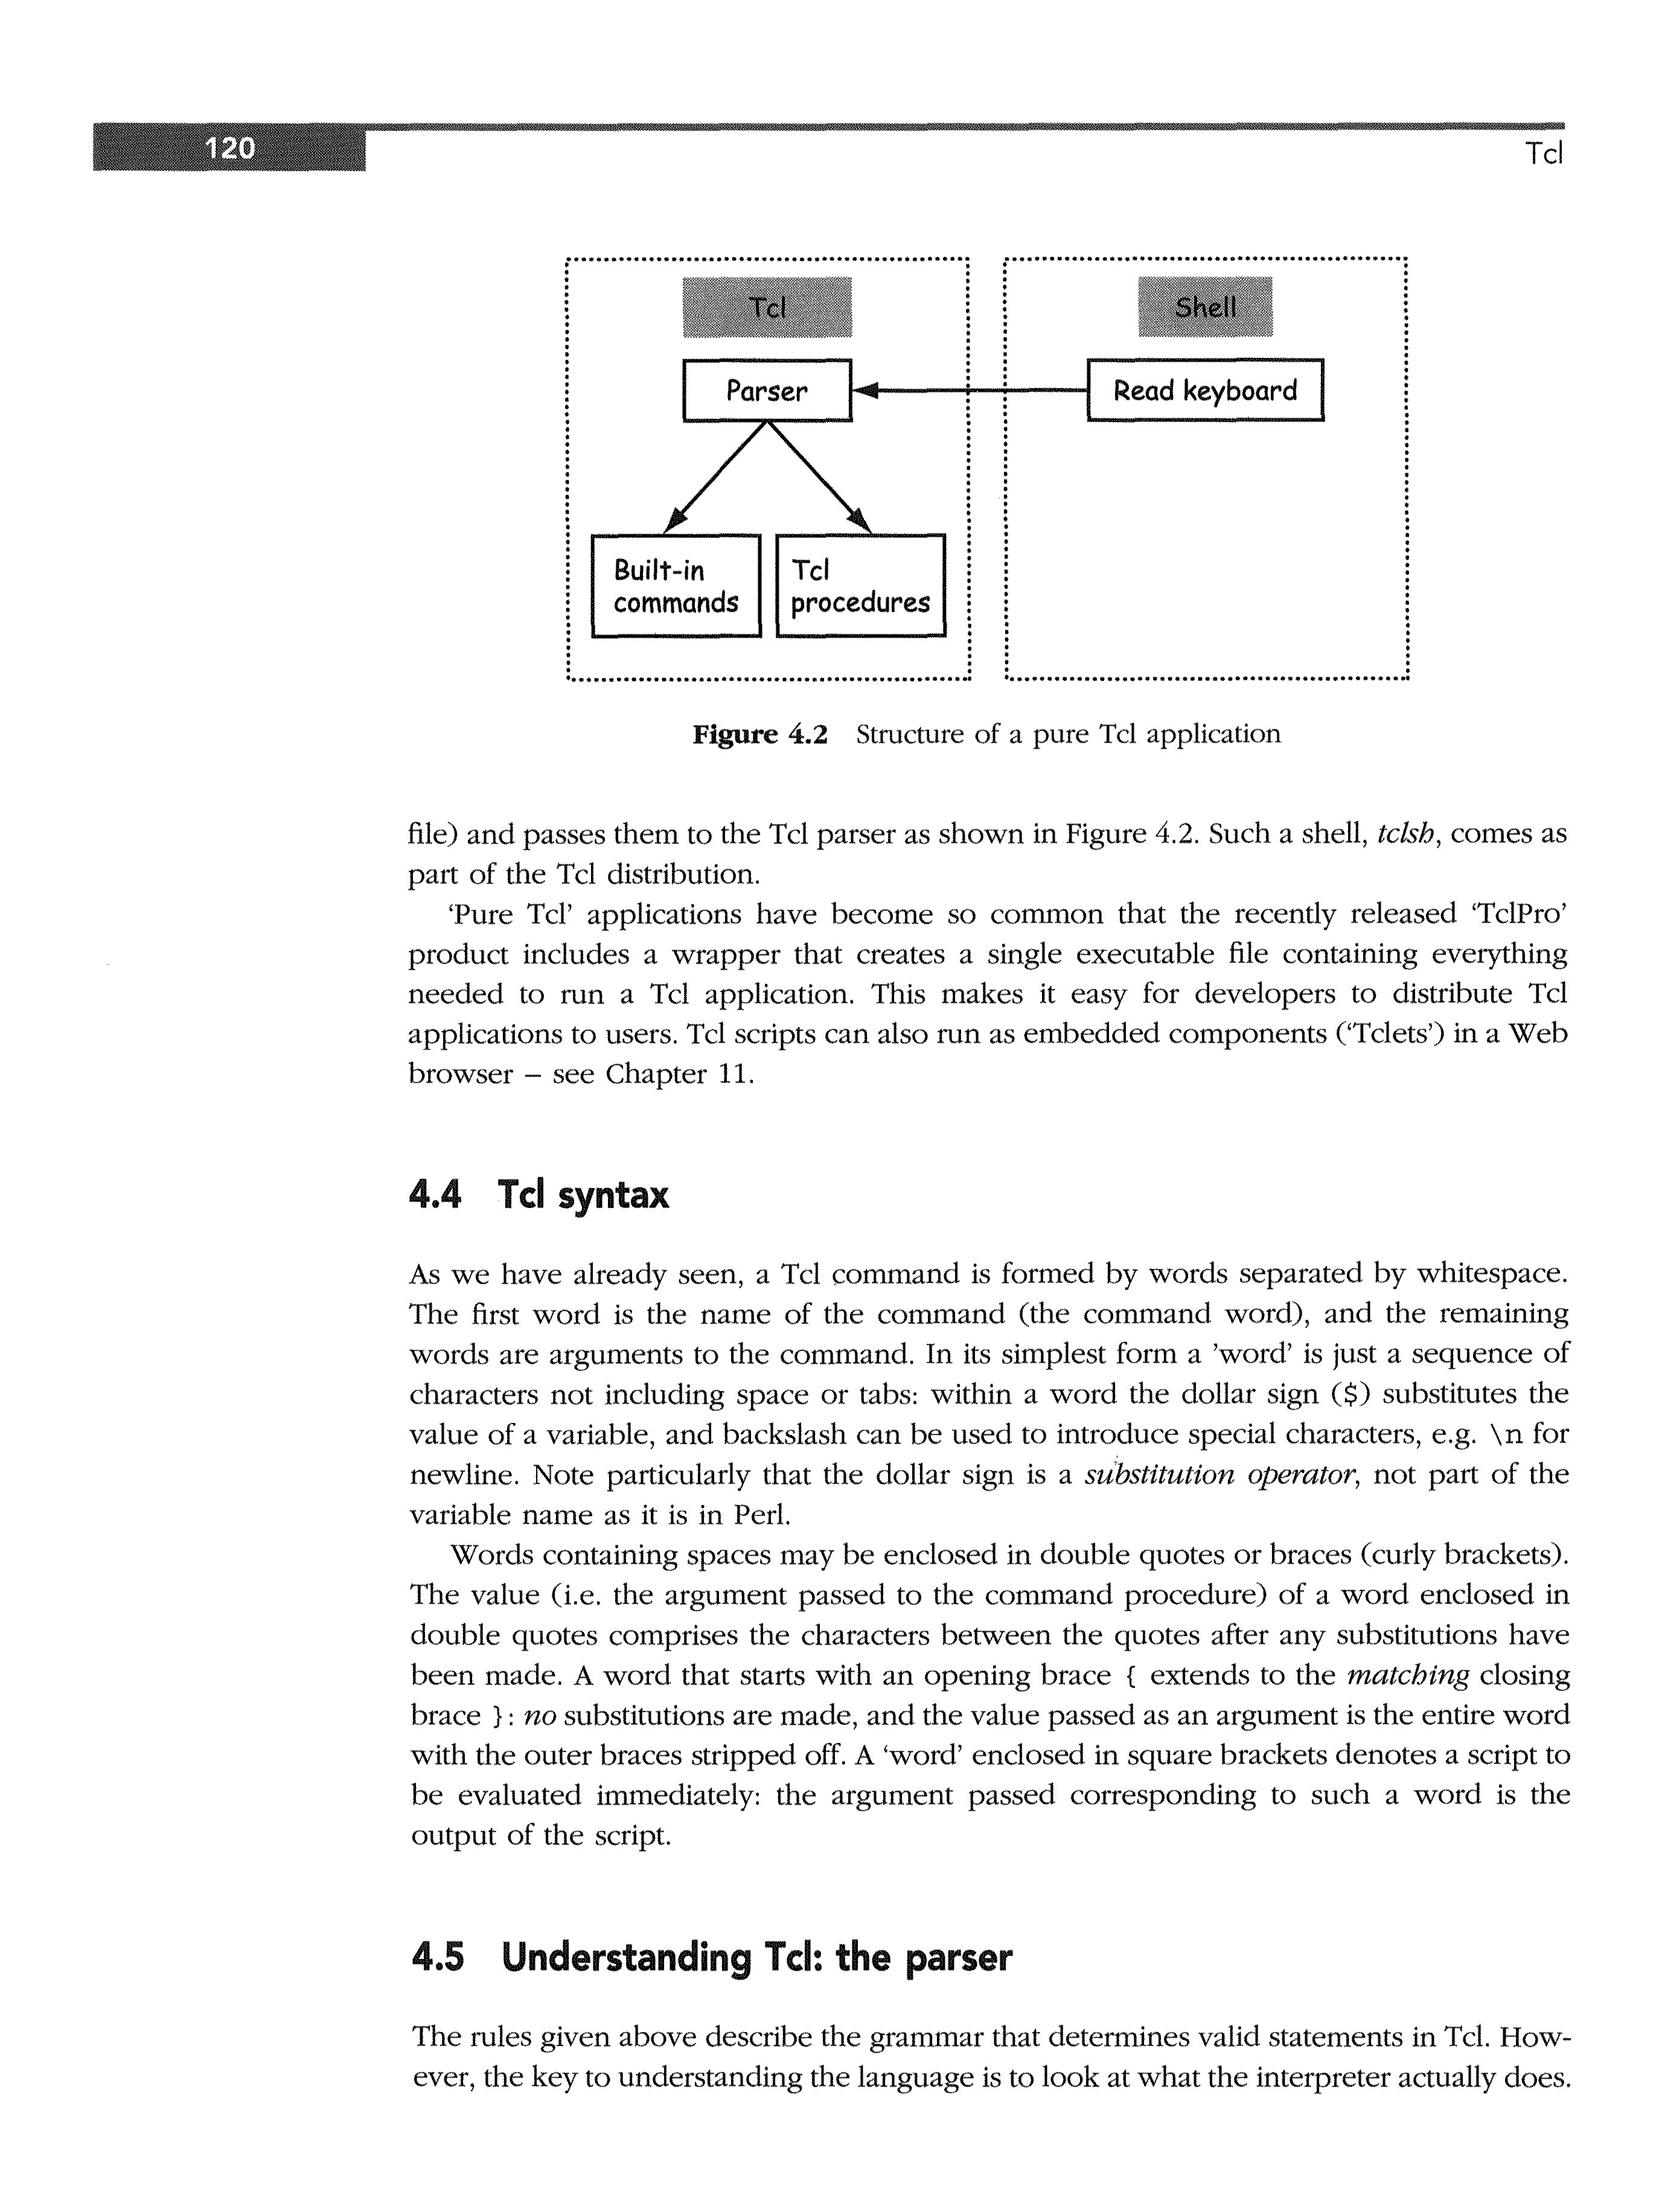 120
Tcl
Tcl
Shell
Parser
Read keyboard
Built-in
commands
Tcl
procedures
Figure 4.2 Structure of a pure Tcl application
file) and passes them to the Tcl parser as shown in Figure 4.2. Such a shell, tclsh, comes as
part of the Tcl distribution.
‘Pure Tcl’ applications have become so common that the recently released ‘TclPro’
product includes a wrapper that creates a single executable file containing everything
needed to run a Tcl application. This makes it easy for developers to distribute Tcl
applications to users. Tcl scripts can also run as embedded components (‘Tclets’) in a Web
browser – see Chapter 11.
4.4 Tcl syntax
As we have already seen, a Tcl command is formed by words separated by whitespace.
The first word is the name of the command (the command word), and the remaining
words are arguments to the command. In its simplest form a ’word’ is just a sequence of
characters not including space or tabs: within a word the dollar sign ($) substitutes the
value of a variable, and backslash can be used to introduce special characters, e.g. \n for
newline. Note particularly that the dollar sign is a substitution operator, not part of the
variable name as it is in Perl.
Words containing spaces may be enclosed in double quotes or braces (curly brackets).
The value (i.e. the argument passed to the command procedure) of a word enclosed in
double quotes comprises the characters between the quotes after any substitutions have
been made. A word that starts with an opening brace { extends to the matching closing
brace }: no substitutions are made, and the value passed as an argument is the entire word
with the outer braces stripped off. A ‘word’ enclosed in square brackets denotes a script to
be evaluated immediately: the argument passed corresponding to such a word is the
output of the script.
4.5 Understanding Tcl: the parser
The rules given above describe the grammar that determines valid statements in Tcl. How-
ever, the key to understanding the language is to look at what the interpreter actually does.